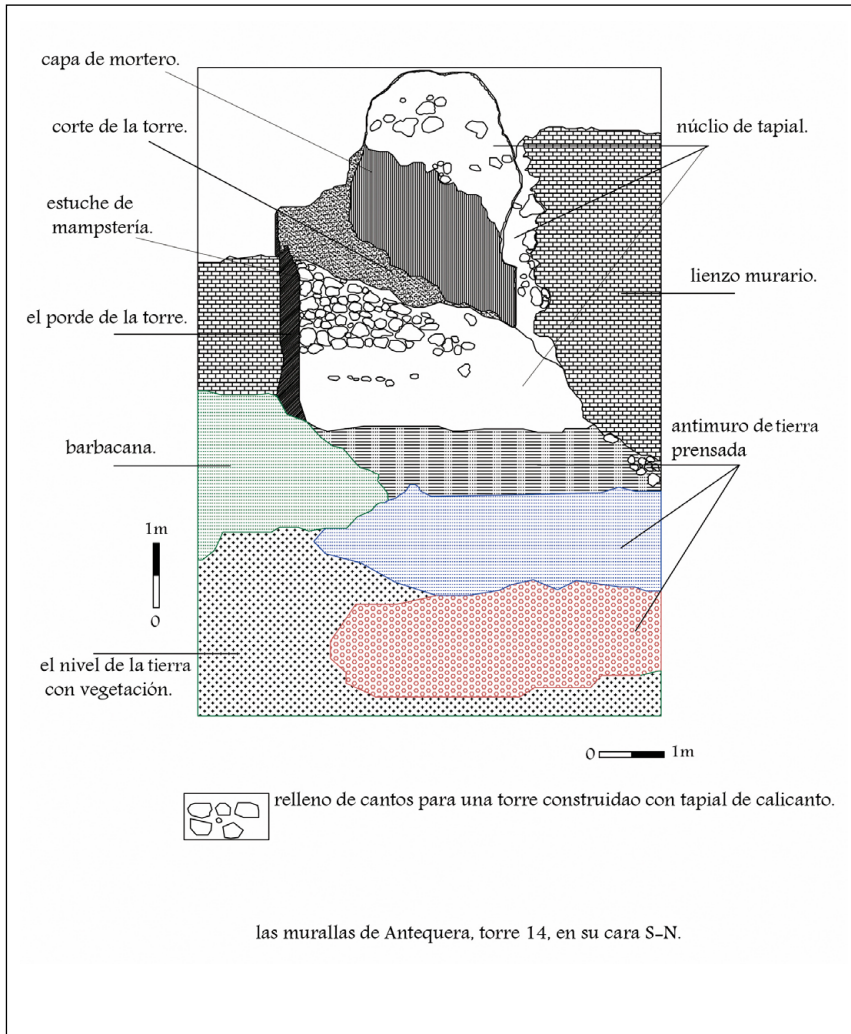 capa de mortero.
corte de la torre.
estuche de
mampstería.
el porde de la torre.
barbacana.
1m
0
el nivel de la tierra
con vegetación.
núclio de tapial.
lienzo murario.
antimuro de tierra
prensada
0 1m
relleno de cantos para una torre construidao con tapial de calicanto.
las murallas de Antequera, torre 14, en su cara S-N.